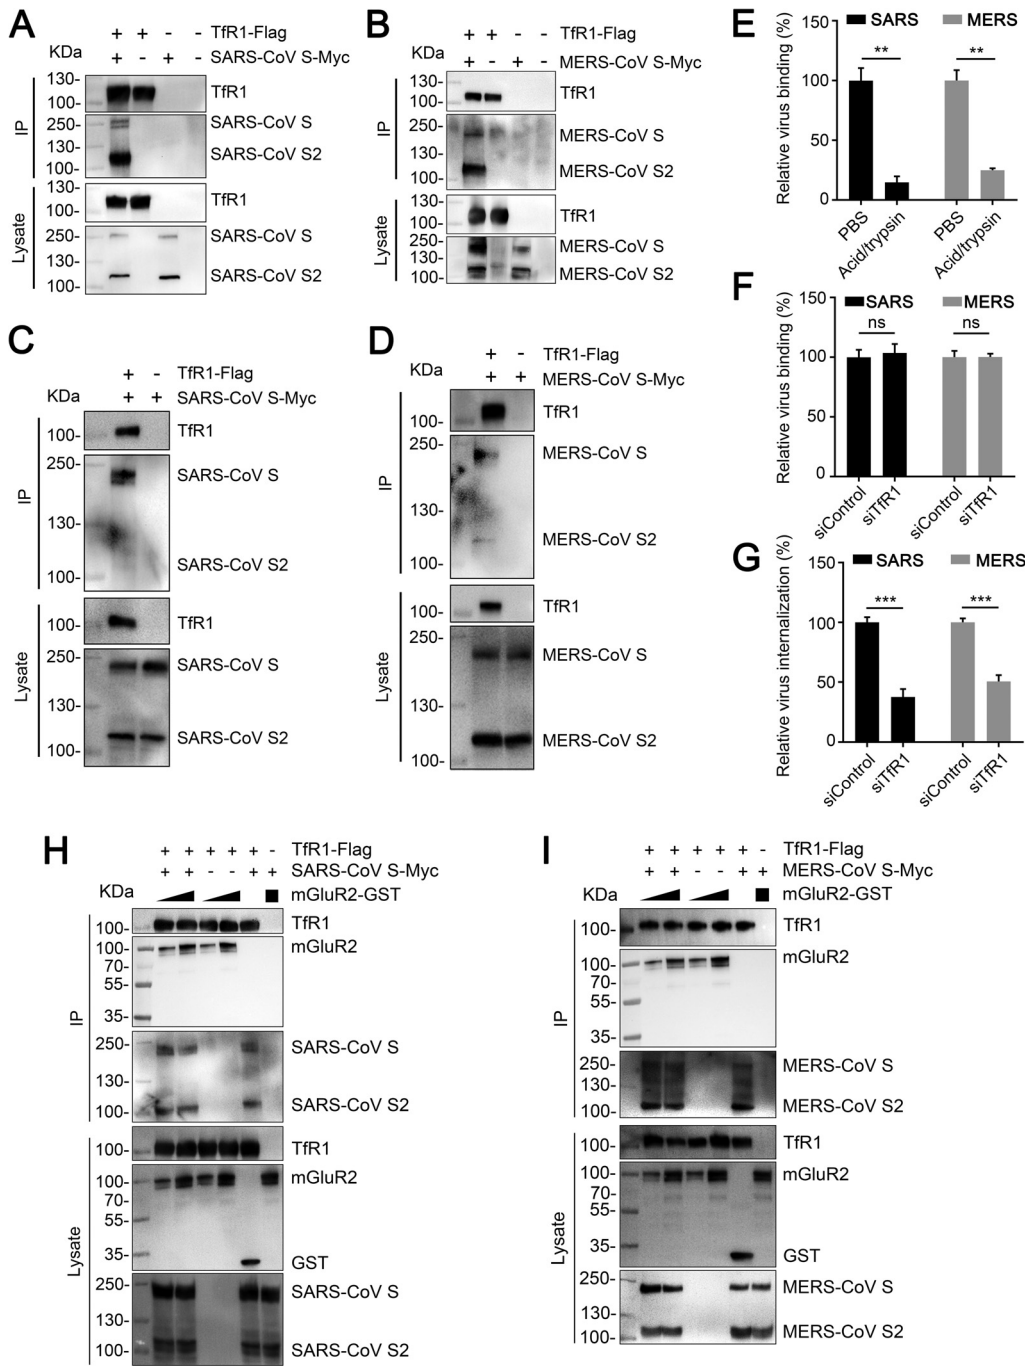 A
+ + - - TfR1-Flag
KDa + - + - SARS-CoV S-Myc
IP
130-
100-
TfR1
250-
130-
100-
SARS-CoV S
SARS-CoV S2
Lysate
130-
100-
TfR1
250-
130-
100-
SARS-CoV S
SARS-CoV S2
B
+ + - - TfR1-Flag
KDa + - + - MERS-CoV S-Myc
IP
130-
100-
TfR1
250-
130-
100-
MERS-CoV S
MERS-CoV S2
Lysate
130-
100-
TfR1
250-
130-
100-
MERS-CoV S
MERS-CoV S2
C
+ - TfR1-Flag
KDa + + SARS-CoV S-Myc
IP
100-
TfR1
250-
130-
100-
SARS-CoV S
SARS-CoV S2
Lysate
100-
TfR1
250-
130-
100-
SARS-CoV S
SARS-CoV S2
D
+ - TfR1-Flag
KDa + + MERS-CoV S-Myc
IP
100-
TfR1
250-
130-
100-
MERS-CoV S
MERS-CoV S2
Lysate
100-
TfR1
250-
130-
100-
MERS-CoV S
MERS-CoV S2
E
SARS MERS
Relative virus binding (%)
150
100
50
0
** **
PBS
Acid/trypsin
PBS
Acid/trypsin
F
SARS MERS
Relative virus binding (%)
150
100
50
0
ns ns
siControl
siTfR1
siControl
siTfR1
G
SARS MERS
Relative virus internalization (%)
150
100
50
0
*** ***
siControl
siTfR1
siControl
siTfR1
H
+ + + + + - TfR1-Flag
+ + - - + + SARS-CoV S-Myc
KDa mGluR2-GST
IP
100-
TfR1
100-
70-
55-
35-
mGluR2
250-
130-
100-
SARS-CoV S
SARS-CoV S2
Lysate
100-
TfR1
100-
70-
55-
35-
mGluR2
GST
250-
130-
100-
SARS-CoV S
SARS-CoV S2
I
+ + + + + - TfR1-Flag
+ + - - + + MERS-CoV S-Myc
KDa mGluR2-GST
IP
100-
TfR1
100-
70-
55-
35-
mGluR2
250-
130-
100-
MERS-CoV S
MERS-CoV S2
Lysate
100-
TfR1
100-
70-
55-
35-
mGluR2
GST
250-
130-
100-
MERS-CoV S
MERS-CoV S2